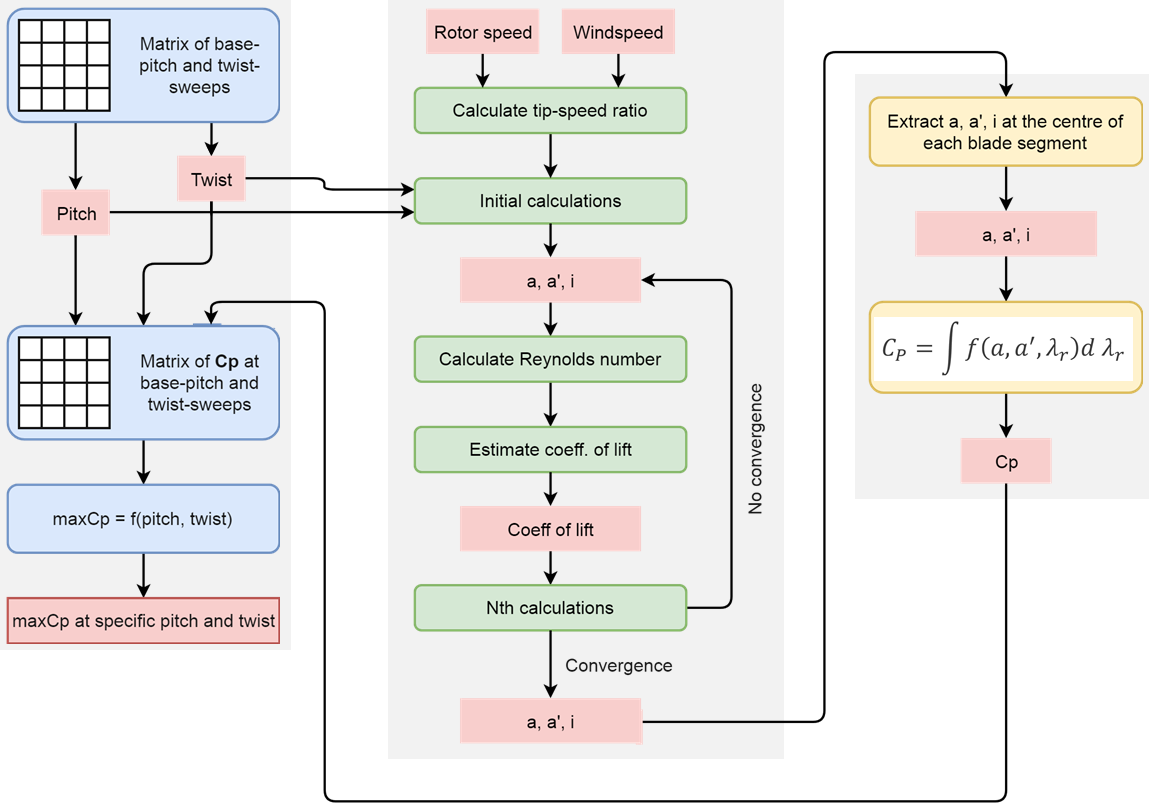 Matrix of base-
pitch and twist-
sweeps
Twist
Pitch
Matrix of Cp at
base-pitch and
twist-sweeps
maxCp = f(pitch, twist)
maxCp at specific pitch and twist
Rotor speed
Windspeed
Calculate tip-speed ratio
Initial calculations
a, a', i
Calculate Reynolds number
Estimate coeff. of lift
Coeff of lift
Nth calculations
No convergence
Convergence
a, a', i
Extract a, a', i at the centre of
each blade segment
a, a', i
C_P = ∫ f(a, a′, λ_r)d λ_r
Cp